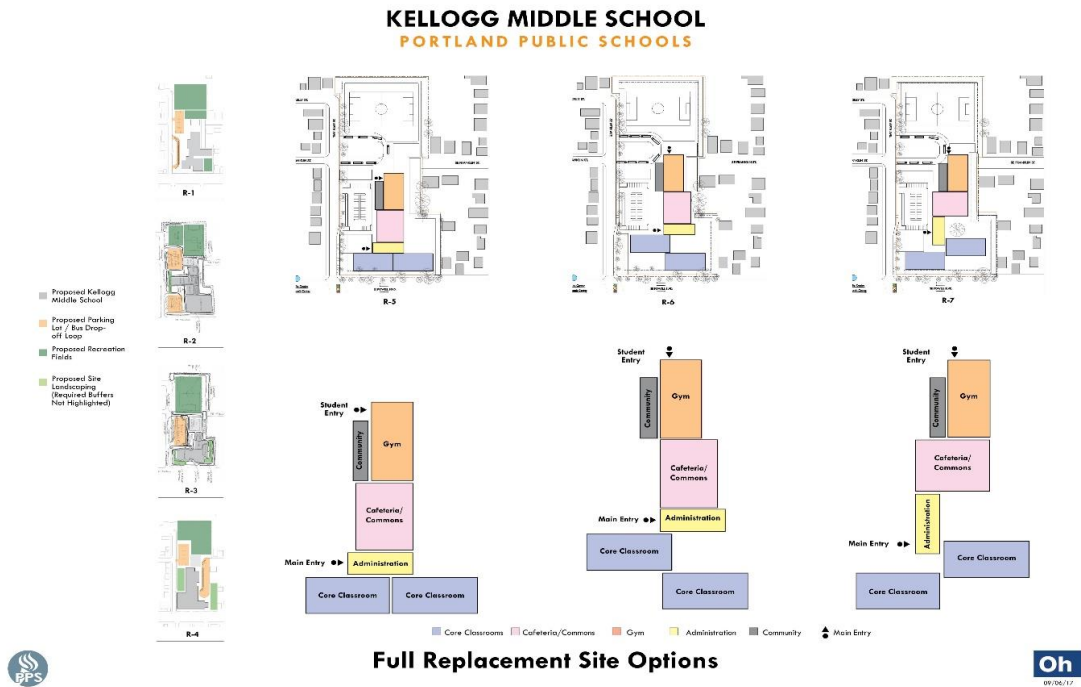 KELLOGG MIDDLE SCHOOL
PORTLAND PUBLIC SCHOOLS
R-1
R-2
R-3
R-4
Proposed Kellogg
Middle School
Proposed Parking
Lot / Bus Drop-
off Loop
Proposed Recreation
Fields
Proposed Site
Landscaping
(Required Buffers
Not Highlighted)
R-5
R-6
R-7
Student
Entry
Community
Gym
Cafeteria/
Commons
Main Entry
Administration
Core Classroom
Core Classroom
Student
Entry
Community
Gym
Cafeteria/
Commons
Main Entry
Administration
Core Classroom
Core Classroom
Student
Entry
Community
Gym
Cafeteria/
Commons
Administration
Main Entry
Core Classroom
Core Classroom
Core Classrooms
Cafeteria/Commons
Gym
Administration
Community
Main Entry
Full Replacement Site Options
PPS
Oh
09/06/17